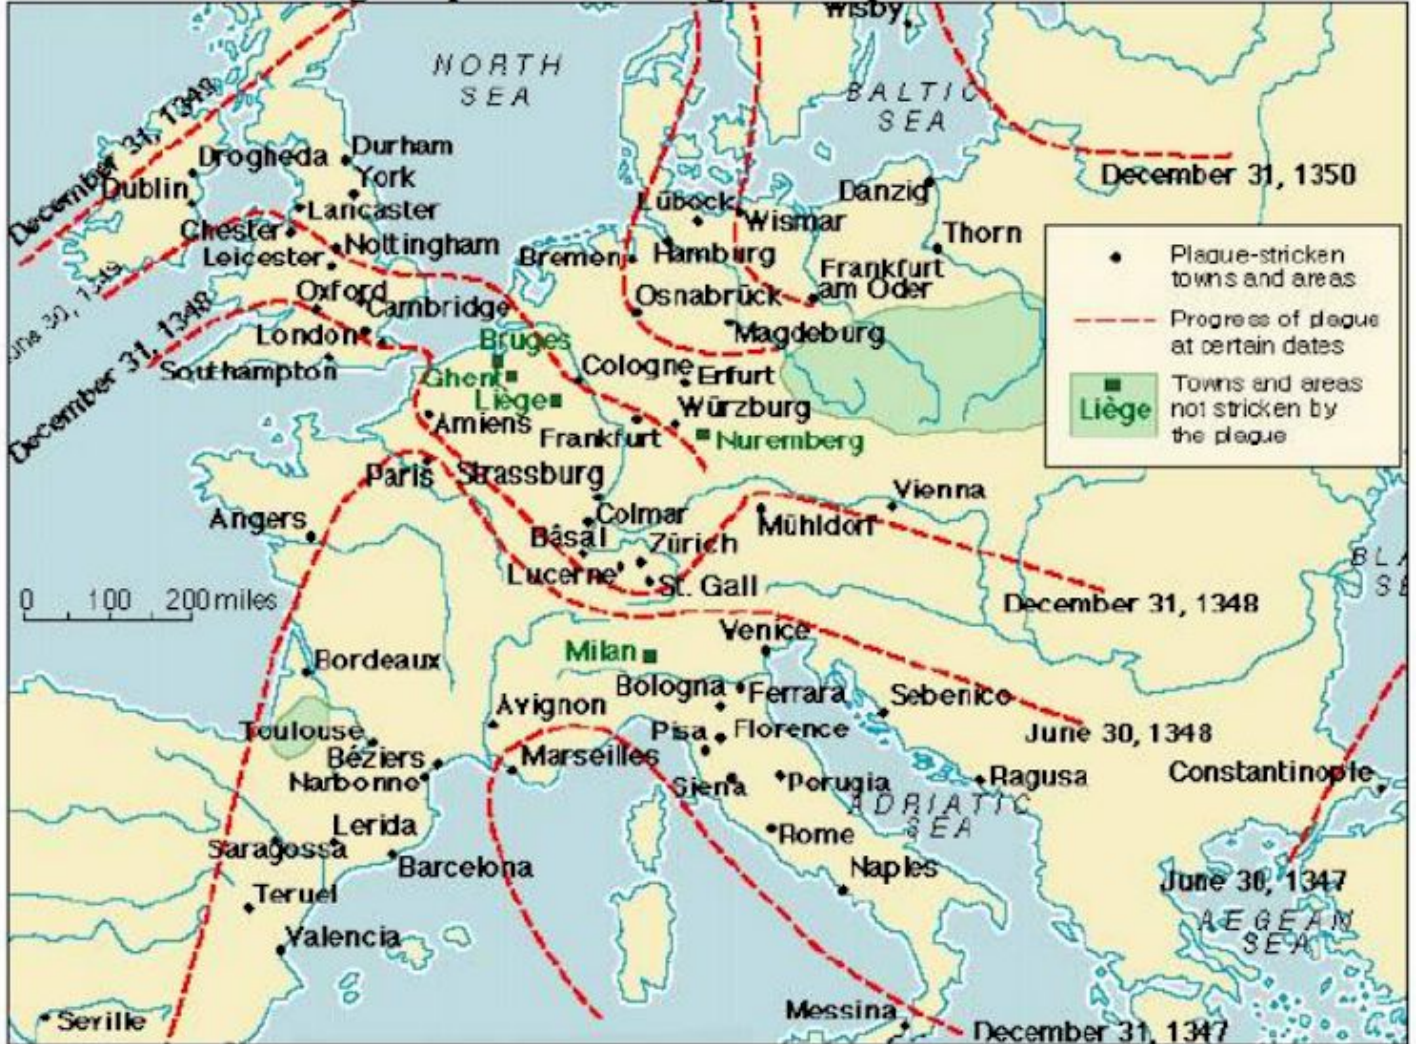 Wisby
NORTH
SEA
BALTIC
SEA
December 31, 1349
Drogheda
Durham
Dublin
York
Lancaster
Chester
Nottingham
Leicester
December 31, 1350
Danzig
Lübeck
Wismar
Thorn
Bremen
Hamburg
Frankfurt
am Oder
June 30, 1349
Oxford
Cambridge
Osnabrück
Magdeburg
December 31, 1348
London
Southampton
Bruges
Ghent
Liège
Cologne
Erfurt
Amiens
Würzburg
Frankfurt
Nuremberg
Plague-stricken
towns and areas
Progress of plague
at certain dates
Liège
Towns and areas
not stricken by
the plague
Paris
Strassburg
Angers
Colmar
Mühldorf
Vienna
Bâsal
Zürich
Lucerne
St. Gall
BLA
SE
0 100 200 miles
December 31, 1348
Venice
Milan
Bordeaux
Bologna
Ferrara
Sebenico
Avignon
Toulouse
Pisa
Florence
June 30, 1348
Béziers
Marseilles
Narbonne
Siena
Perugia
Ragusa
Constantinople
ADRIATIC
SEA
Lerida
Saragossa
Rome
Barcelona
Naples
Teruel
June 30, 1347
Valencia
AEGEAN
SEA
Seville
Messina
December 31, 1347